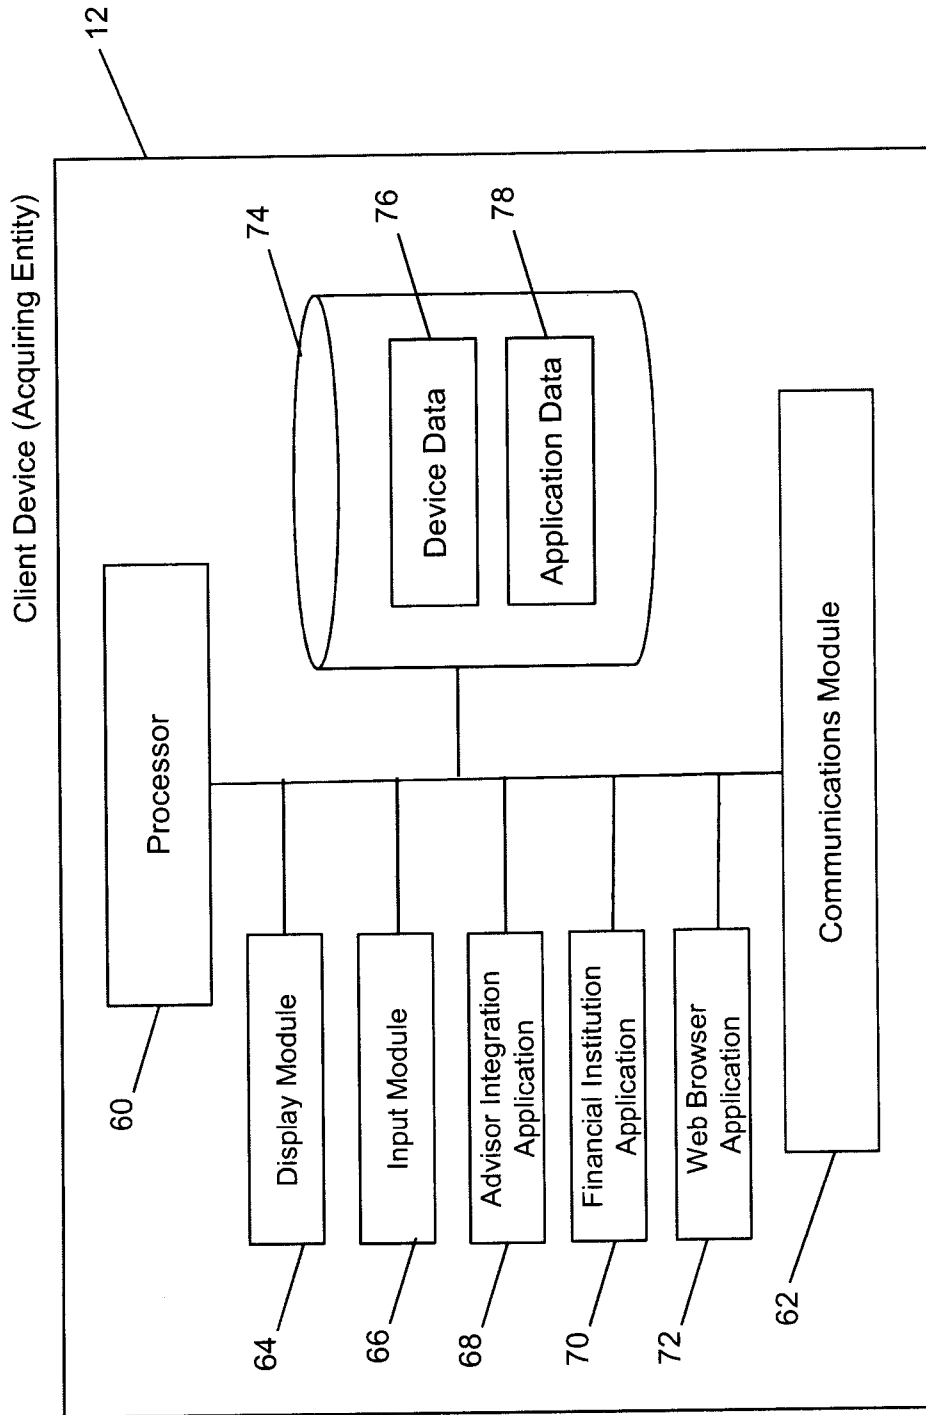 Client Device (Acquiring Entity)
12
Processor
60
74
Device Data
76
Application Data
78
Display Module
64
Input Module
66
Advisor Integration
Application
68
Financial Institution
Application
70
Web Browser
Application
72
Communications Module
62